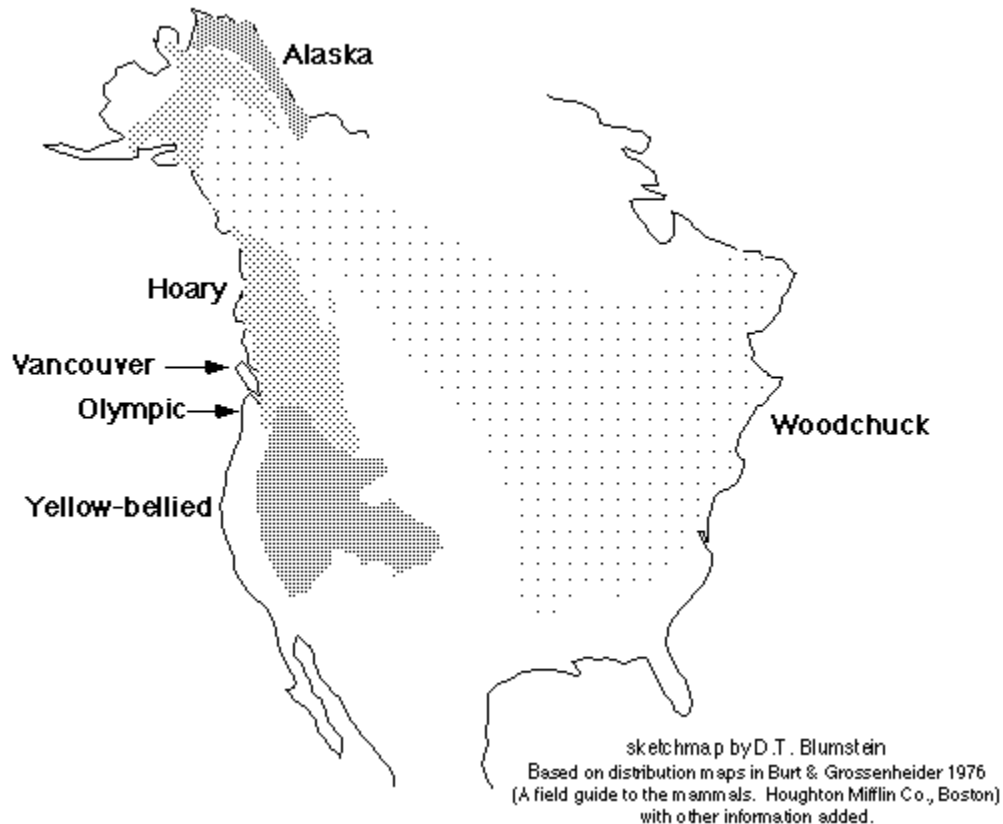 Alaska
Hoary
Vancouver
Olympic
Woodchuck
Yellow-bellied
sketchmap by D.T. Blumstein
Based on distribution maps in Burt & Grossenheider 1976
(A field guide to the mammals. Houghton Mifflin Co., Boston)
with other information added.